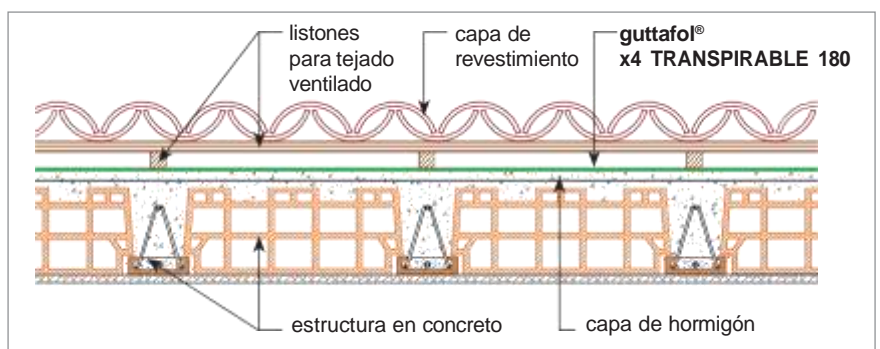 listones
para tejado
ventilado
capa de
revestimiento
guttafol®
x4 TRANSPIRABLE 180
estructura en concreto
capa de hormigón